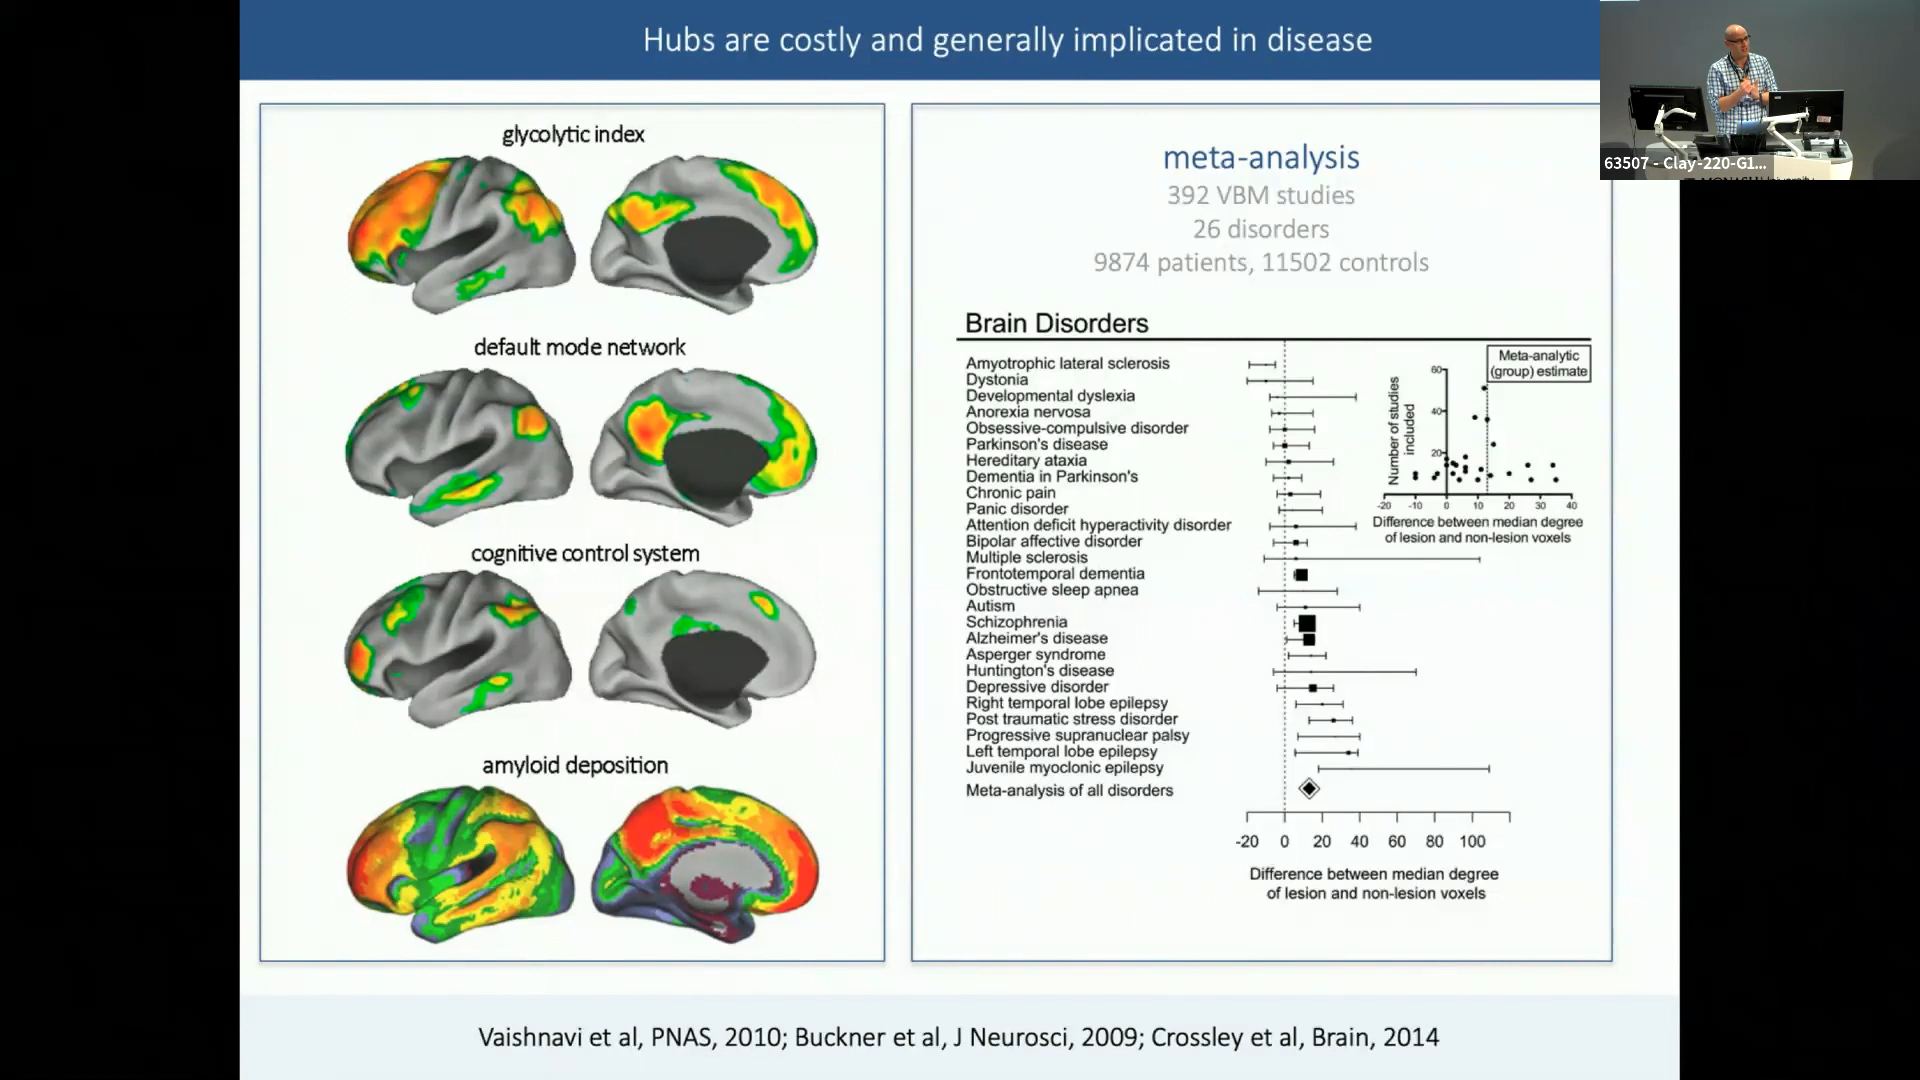 Hubs are costly and generally implicated in disease
glycolytic index
default mode network
cognitive control system
amyloid deposition
meta-analysis
392 VBM studies
26 disorders
9874 patients, 11502 controls
Brain Disorders
Amyotrophic lateral sclerosis
Dystonia
Developmental dyslexia
Anorexia nervosa
Obsessive-compulsive disorder
Parkinson's disease
Hereditary ataxia
Dementia in Parkinson's
Chronic pain
Panic disorder
Attention deficit hyperactivity disorder
Bipolar affective disorder
Multiple sclerosis
Frontotemporal dementia
Obstructive sleep apnea
Autism
Schizophrenia
Alzheimer's disease
Asperger syndrome
Huntington's disease
Depressive disorder
Right temporal lobe epilepsy
Post traumatic stress disorder
Progressive supranuclear palsy
Left temporal lobe epilepsy
Juvenile myoclonic epilepsy
Meta-analysis of all disorders
-20 0 20 40 60 80 100
Difference between median degree
of lesion and non-lesion voxels
Meta-analytic
(group) estimate
Number of studies
included
60
40
20
-20 -10 0 10 20 30 40
Difference between median degree
of lesion and non-lesion voxels
Vaishnavi et al, PNAS, 2010; Buckner et al, J Neurosci, 2009; Crossley et al, Brain, 2014
63507 - Clay-220-G1...
MONASH University